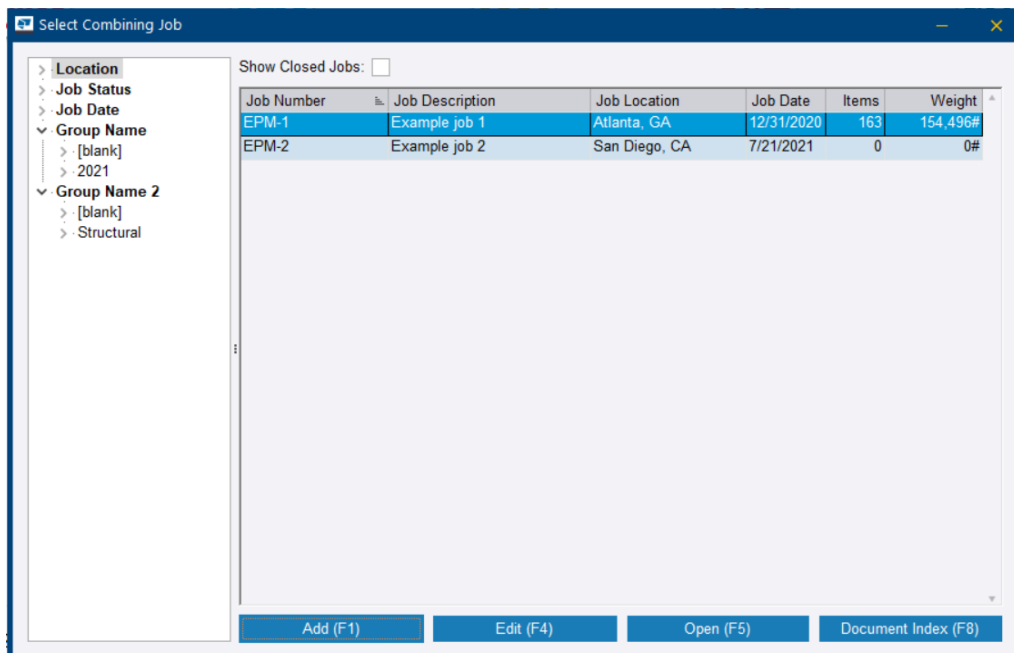 Select Combining Job
Location
Job Status
Job Date
Group Name
[blank]
2021
Group Name 2
[blank]
Structural
Show Closed Jobs:
Job Number Job Description Job Location Job Date Items Weight
EPM-1 Example job 1 Atlanta, GA 12/31/2020 163 154,496#
EPM-2 Example job 2 San Diego, CA 7/21/2021 0 0#
Add (F1) Edit (F4) Open (F5) Document Index (F8)